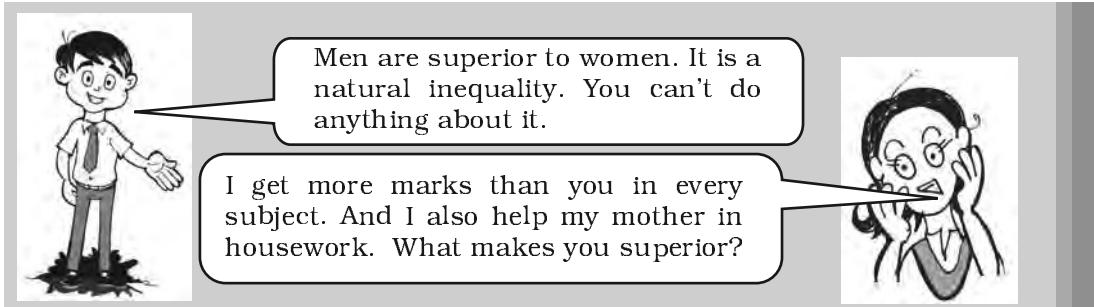 Men are superior to women. It is a
natural inequality. You can't do
anything about it.
I get more marks than you in every
subject. And I also help my mother in
housework. What makes you superior?